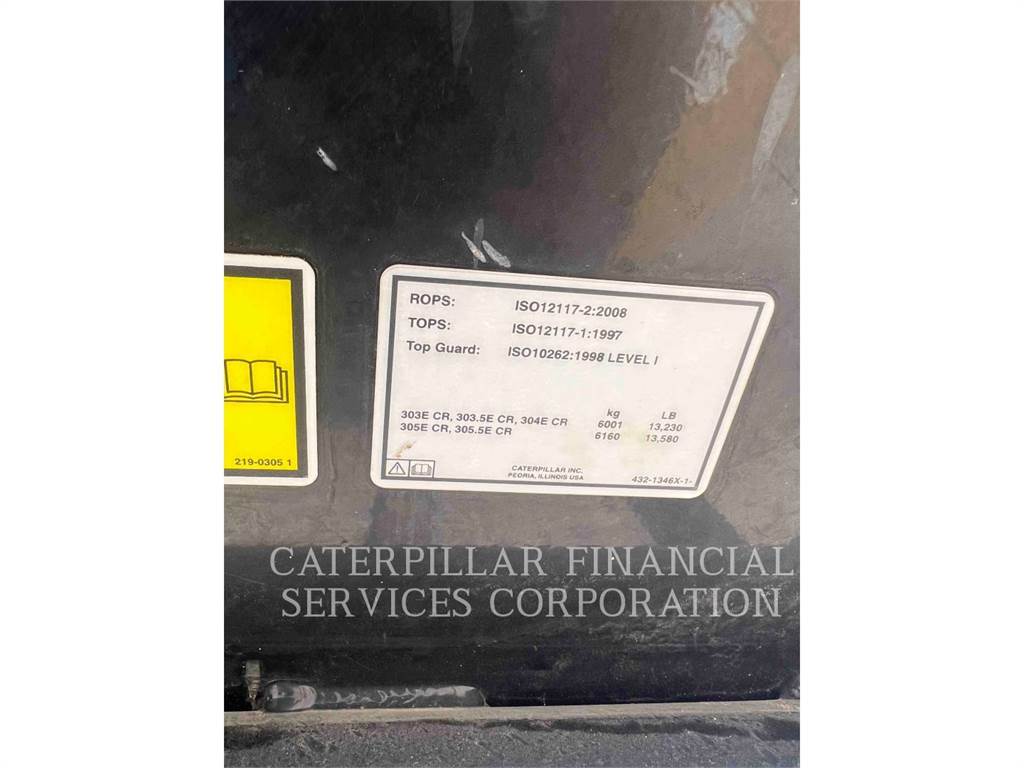 ROPS: ISO12117-2:2008
TOPS: ISO12117-1:1997
Top Guard: ISO10262:1998 LEVEL I
kg LB
303E CR, 303.5E CR, 304E CR 6001 13,230
305E CR, 305.5E CR 6160 13,580
CATERPILLAR INC.
PEORIA, ILLINOIS USA
432-1346X-1-
219-0305 1
CATERPILLAR FINANCIAL
SERVICES CORPORATION